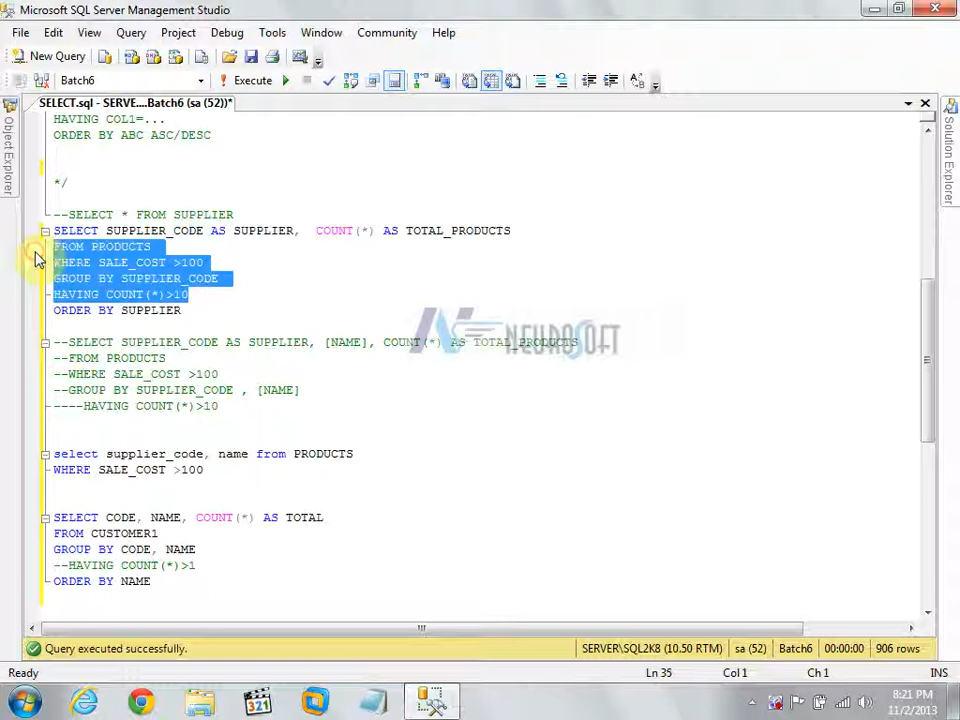 Microsoft SQL Server Management Studio
File Edit View Query Project Debug Tools Window Community Help
New Query
Batch6 Execute
SELECT.sql - SERVE....Batch6 (sa (52))*
Object Explorer
Solution Explorer
HAVING COL1=...
ORDER BY ABC ASC/DESC
*/
--SELECT * FROM SUPPLIER
SELECT SUPPLIER_CODE AS SUPPLIER, COUNT(*) AS TOTAL_PRODUCTS
FROM PRODUCTS
WHERE SALE_COST >100
GROUP BY SUPPLIER_CODE
HAVING COUNT(*)>10
ORDER BY SUPPLIER
NEUROSOFT
--SELECT SUPPLIER_CODE AS SUPPLIER, [NAME], COUNT(*) AS TOTAL_PRODUCTS
--FROM PRODUCTS
--WHERE SALE_COST >100
--GROUP BY SUPPLIER_CODE , [NAME]
----HAVING COUNT(*)>10
select supplier_code, name from PRODUCTS
WHERE SALE_COST >100
SELECT CODE, NAME, COUNT(*) AS TOTAL
FROM CUSTOMER1
GROUP BY CODE, NAME
--HAVING COUNT(*)>1
ORDER BY NAME
Query executed successfully. SERVER\SQL2K8 (10.50 RTM) sa (52) Batch6 00:00:00 906 rows
Ready Ln 35 Col 1 Ch 1 INS
321
8:21 PM
11/2/2013